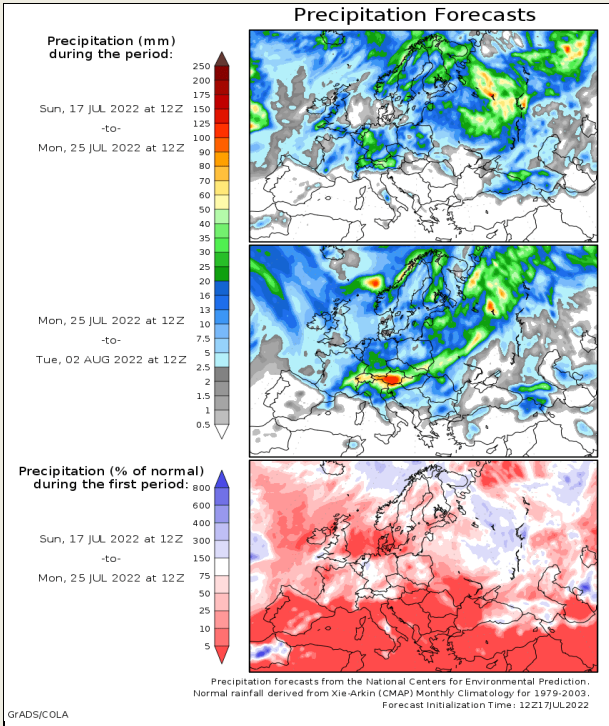 Precipitation Forecasts
Precipitation (mm)
during the period:
Sun, 17 JUL 2022 at 12Z
-to-
Mon, 25 JUL 2022 at 12Z
250
200
175
150
125
100
90
80
70
60
50
40
35
30
25
20
16
13
10
7.5
5
2.5
2
1.5
1
0.5
Mon, 25 JUL 2022 at 12Z
-to-
Tue, 02 AUG 2022 at 12Z
Precipitation (% of normal)
during the first period:
Sun, 17 JUL 2022 at 12Z
-to-
Mon, 25 JUL 2022 at 12Z
800
600
400
300
150
75
50
25
10
5
Precipitation forecasts from the National Centers for Environmental Prediction.
Normal rainfall derived from Xie-Arkin (CMAP) Monthly Climatology for 1979-2003.
Forecast Initialization Time: 12Z17JUL2022
GrADS/COLA